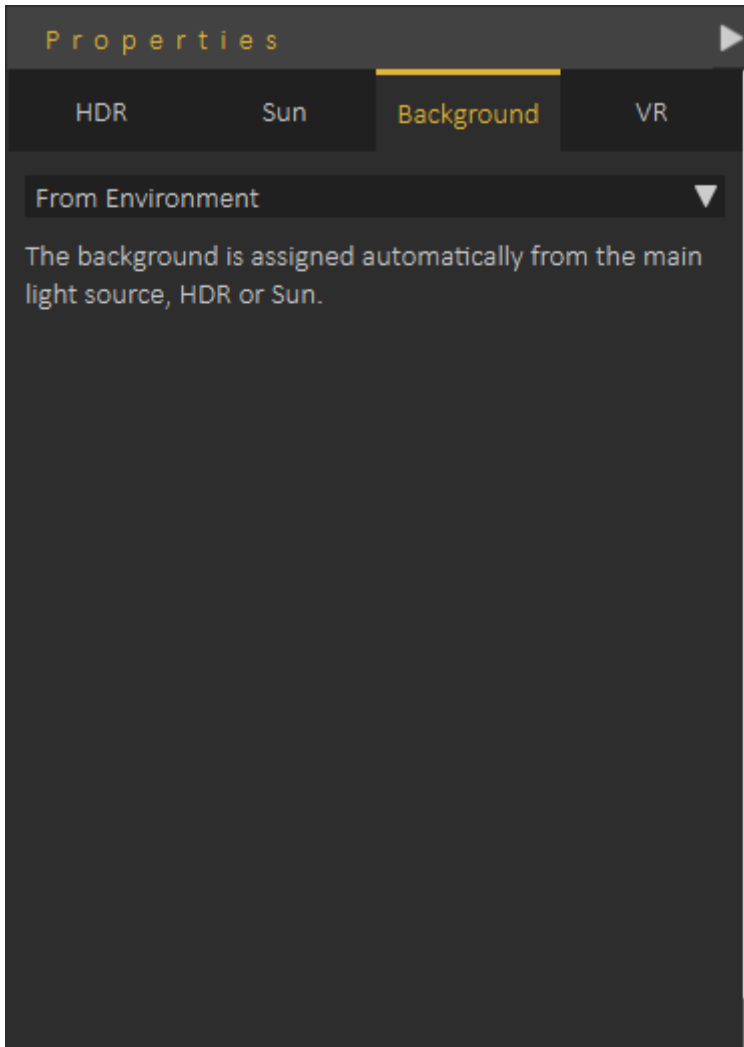 Properties
HDR Sun Background VR
From Environment
The background is assigned automatically from the main
light source, HDR or Sun.